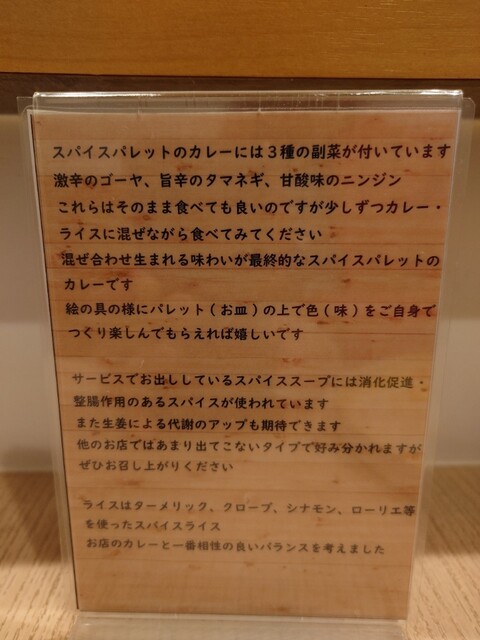 スパイスパレットのカレーには３種の副菜が付いています
激辛のゴーヤ、旨辛のタマネギ、甘酸味のニンジン
これらはそのまま食べても良いのですが少しずつカレー・
ライスに混ぜながら食べてみてください
混ぜ合わせ生まれる味わいが最終的なスパイスパレットの
カレーです
絵の具の様にパレット(お皿)の上で色(味)をご自身で
つくり楽しんでもらえれば嬉しいです
サービスでお出ししているスパイススープには消化促進・
整腸作用のあるスパイスが使われています
また生姜による代謝のアップも期待できます
他のお店ではあまり出てこないタイプで好み分かれますが
ぜひお召し上がりください
ライスはターメリック、クローブ、シナモン、ローリエ等
を使ったスパイスライス
お店のカレーと一番相性の良いバランスを考えました